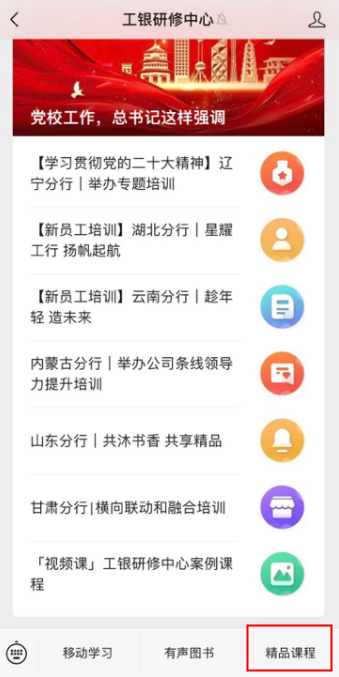 工银研修中心
党校工作，总书记这样强调
【学习贯彻党的二十大精神】辽
宁分行｜举办专题培训
【新员工培训】湖北分行｜星耀
工行 扬帆起航
【新员工培训】云南分行｜趁年
轻 造未来
内蒙古分行｜举办公司条线领导
力提升培训
山东分行｜共沐书香 共享精品
甘肃分行|横向联动和融合培训
「视频课」工银研修中心案例课
程
移动学习
有声图书
精品课程